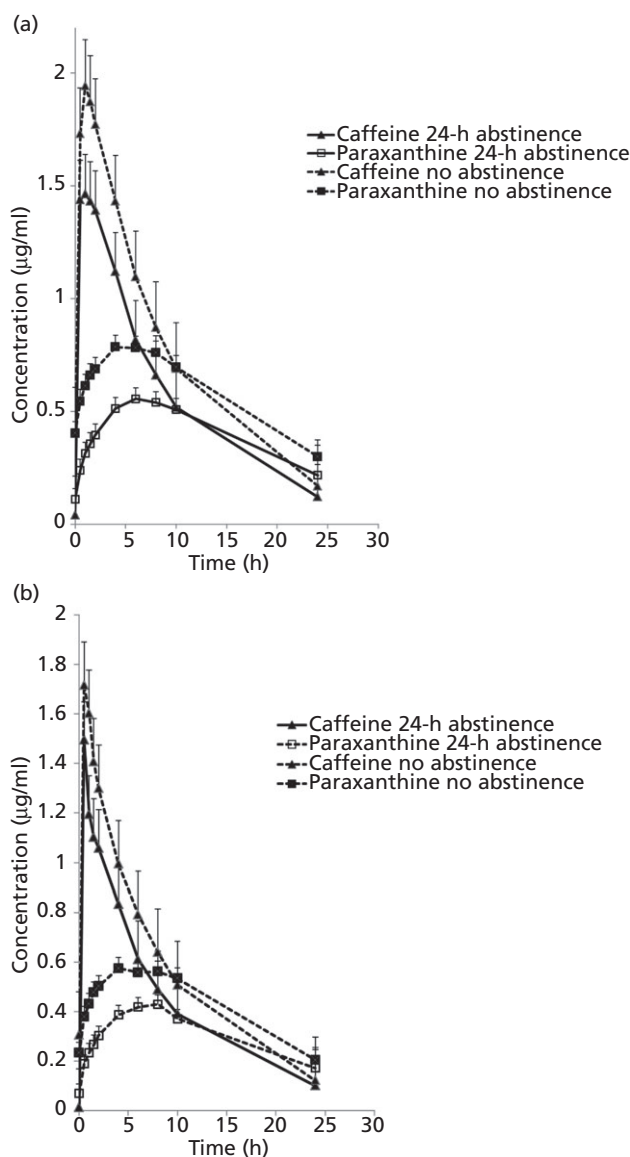 (a)
2
1.5
1
0.5
0
Concentration (μg/ml)
0 5 10 15 20 25 30
Time (h)
Caffeine 24-h abstinence
Paraxanthine 24-h abstinence
Caffeine no abstinence
Paraxanthine no abstinence
(b)
2
1.8
1.6
1.4
1.2
1
0.8
0.6
0.4
0.2
0
Concentration (μg/ml)
0 5 10 15 20 25 30
Time (h)
Caffeine 24-h abstinence
Paraxanthine 24-h abstinence
Caffeine no abstinence
Paraxanthine no abstinence